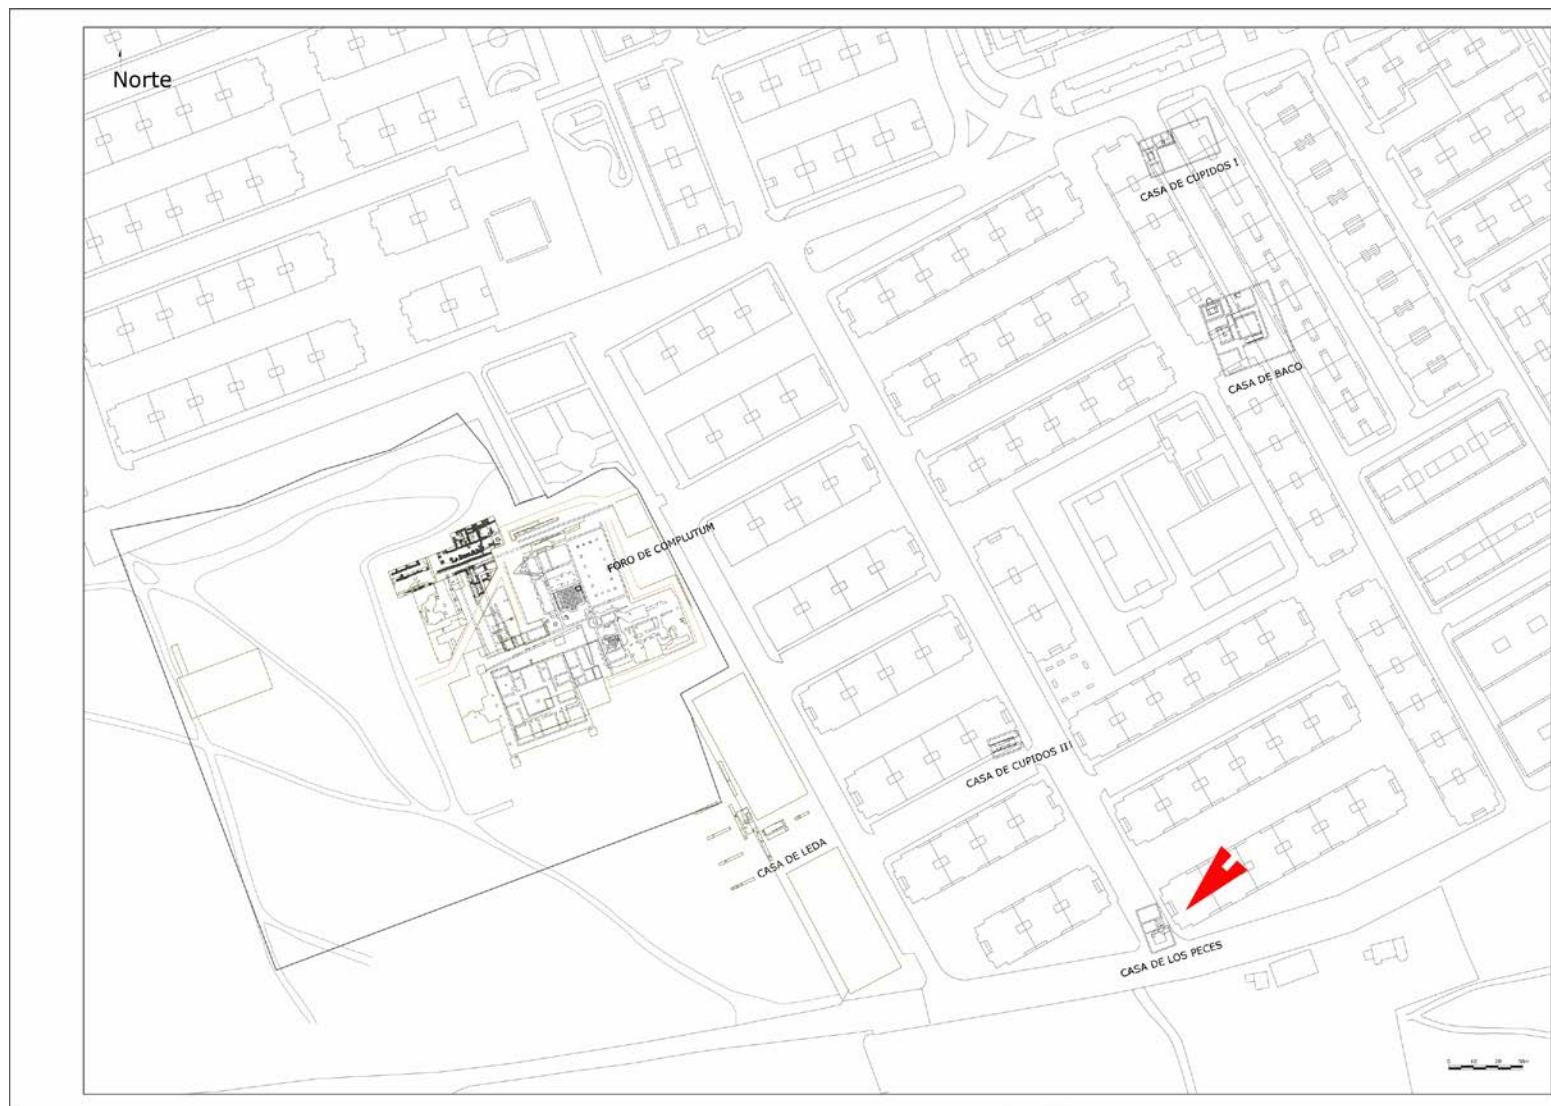 Norte
CASA DE CUPIDOS I
CASA DE BACO
FORO DE COMPLUTUM
CASA DE CUPIDOS III
CASA DE LEDA
CASA DE LOS PECES